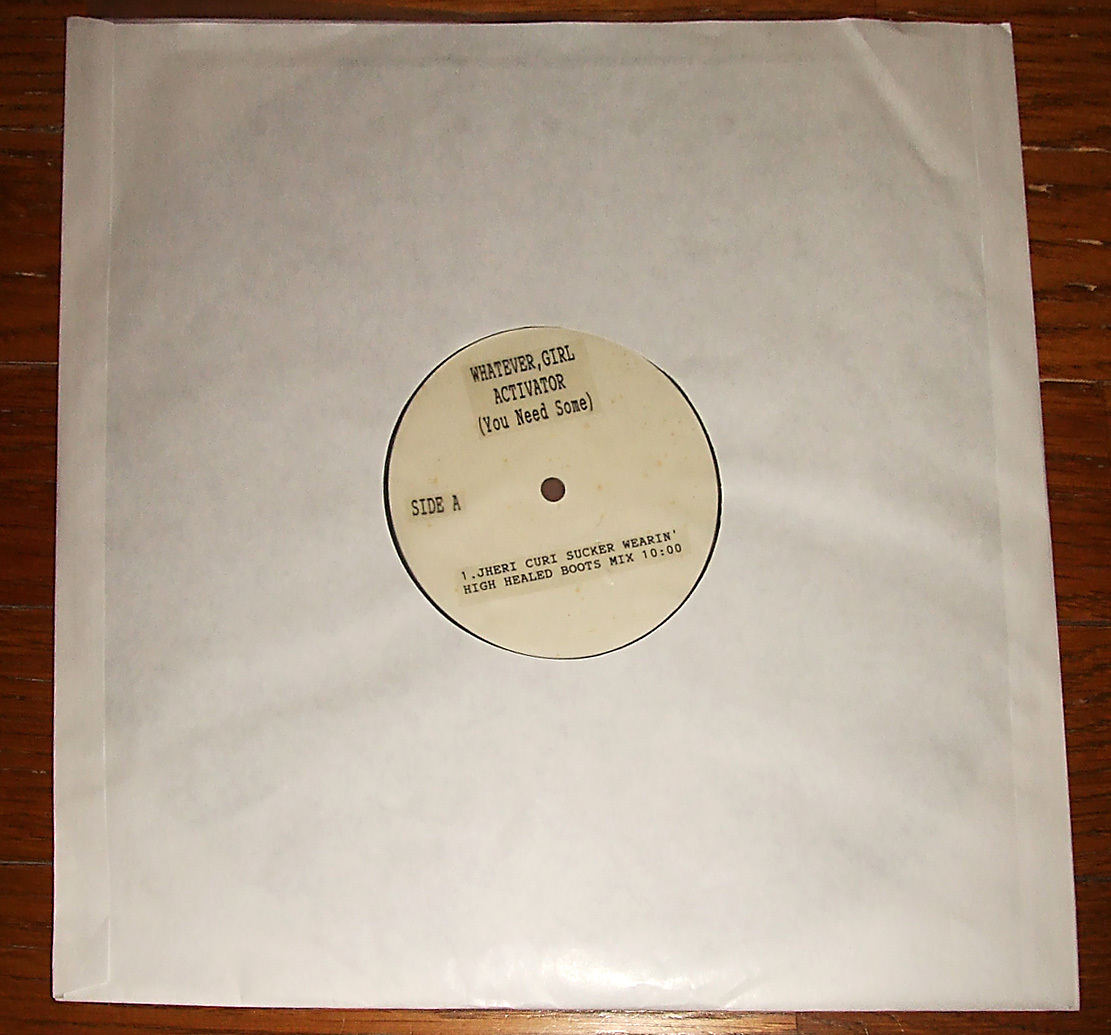 WHATEVER,GIRL
ACTIVATOR
(You Need Some)
SIDE A
1.JHERI CURI SUCKER WEARIN'
HIGH HEALED BOOTS MIX 10:00